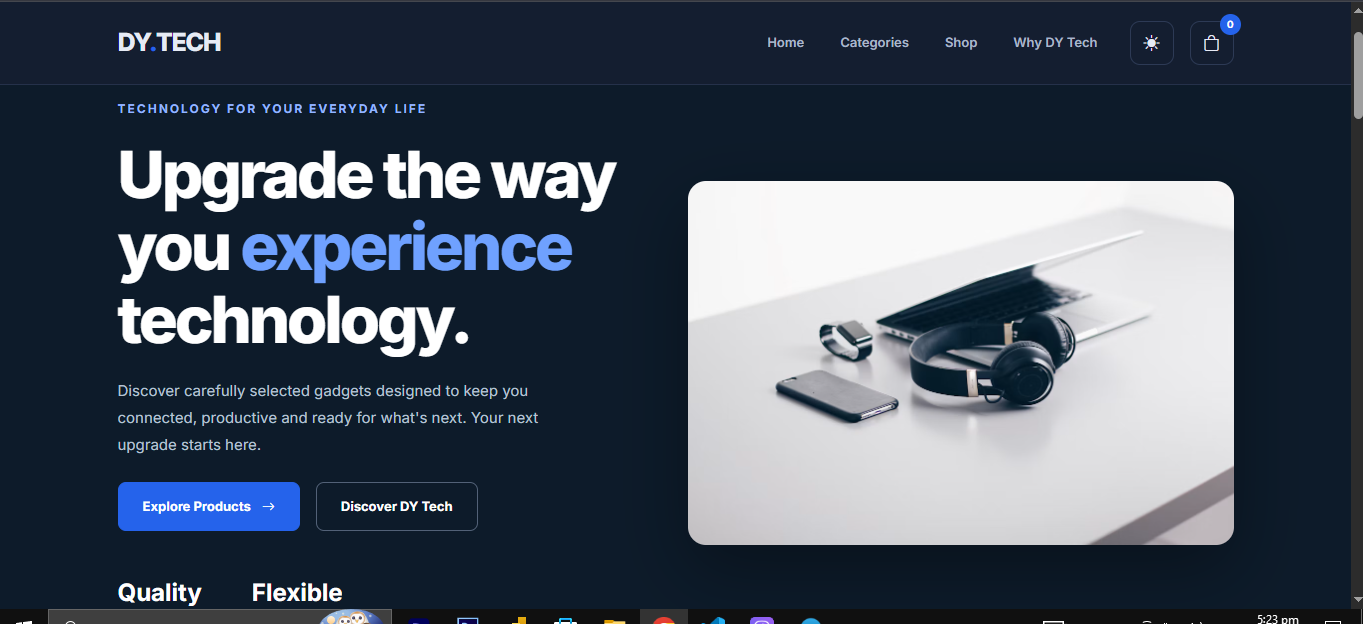 DY.TECH
Home
Categories
Shop
Why DY Tech
0
TECHNOLOGY FOR YOUR EVERYDAY LIFE
Upgrade the way
you experience
technology.
Discover carefully selected gadgets designed to keep you
connected, productive and ready for what's next. Your next
upgrade starts here.
Explore Products →
Discover DY Tech
Quality
Flexible
5:23 pm